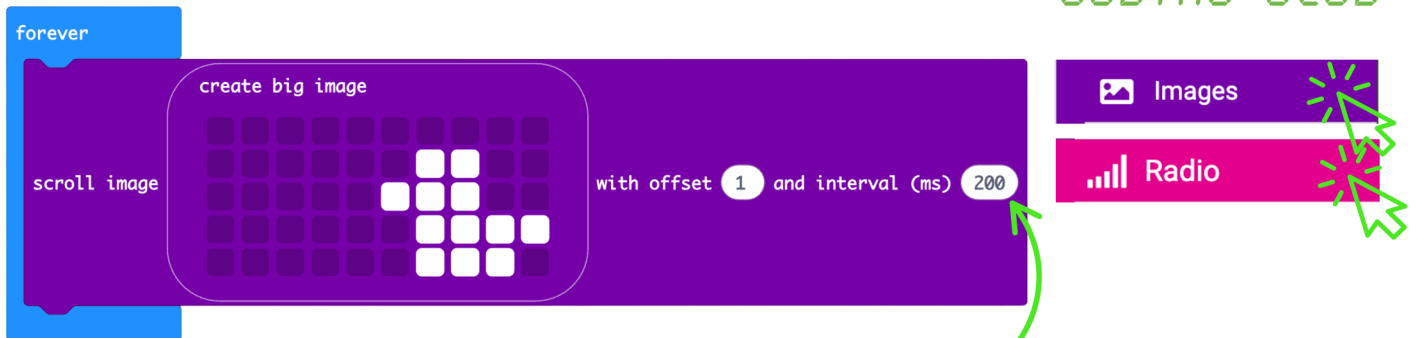 forever
create big image
scroll image
with offset 1 and interval (ms) 200
Images
Radio